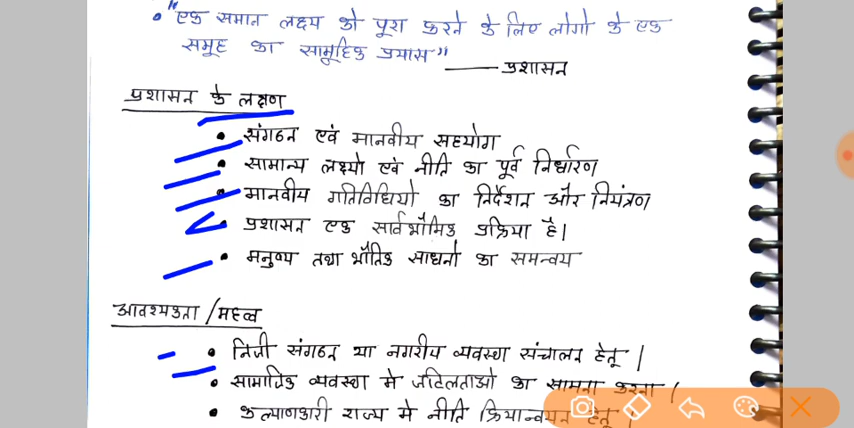 • "एक समान लक्ष्य को पूरा करने के लिए लोगो के एक
समूह का सामूहिक प्रयास"
—— प्रशासन
प्रशासन के लक्षण
• संगठन एवं मानवीय सहयोग
• सामान्य लक्ष्यो एवं नीति का पूर्व निर्धारण
• मानवीय गतिविधियो का निर्देशन और नियंत्रण
• प्रशासन एक सार्वभौमिक प्रक्रिया है।
• मनुष्य तथा भौतिक साधनो का समन्वय
आवश्यकता/महत्व
• निजी संगठन या नगरीय व्यवस्था संचालन हेतू।
• सामाजिक व्यवस्था मे जटिलताओ का सामना करना।
• कल्याणकारी राज्य मे नीति क्रियान्वयन हेतू।